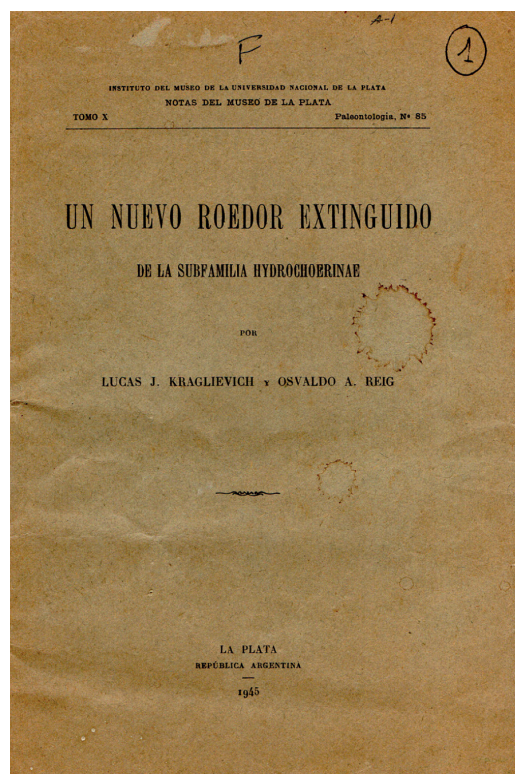 A-1
F
1
INSTITUTO DEL MUSEO DE LA UNIVERSIDAD NACIONAL DE LA PLATA
NOTAS DEL MUSEO DE LA PLATA
TOMO X Paleontología, Nº 85
UN NUEVO ROEDOR EXTINGUIDO
DE LA SUBFAMILIA HYDROCHOERINAE
POR
LUCAS J. KRAGLIEVICH Y OSVALDO A. REIG
LA PLATA
REPÚBLICA ARGENTINA
1945